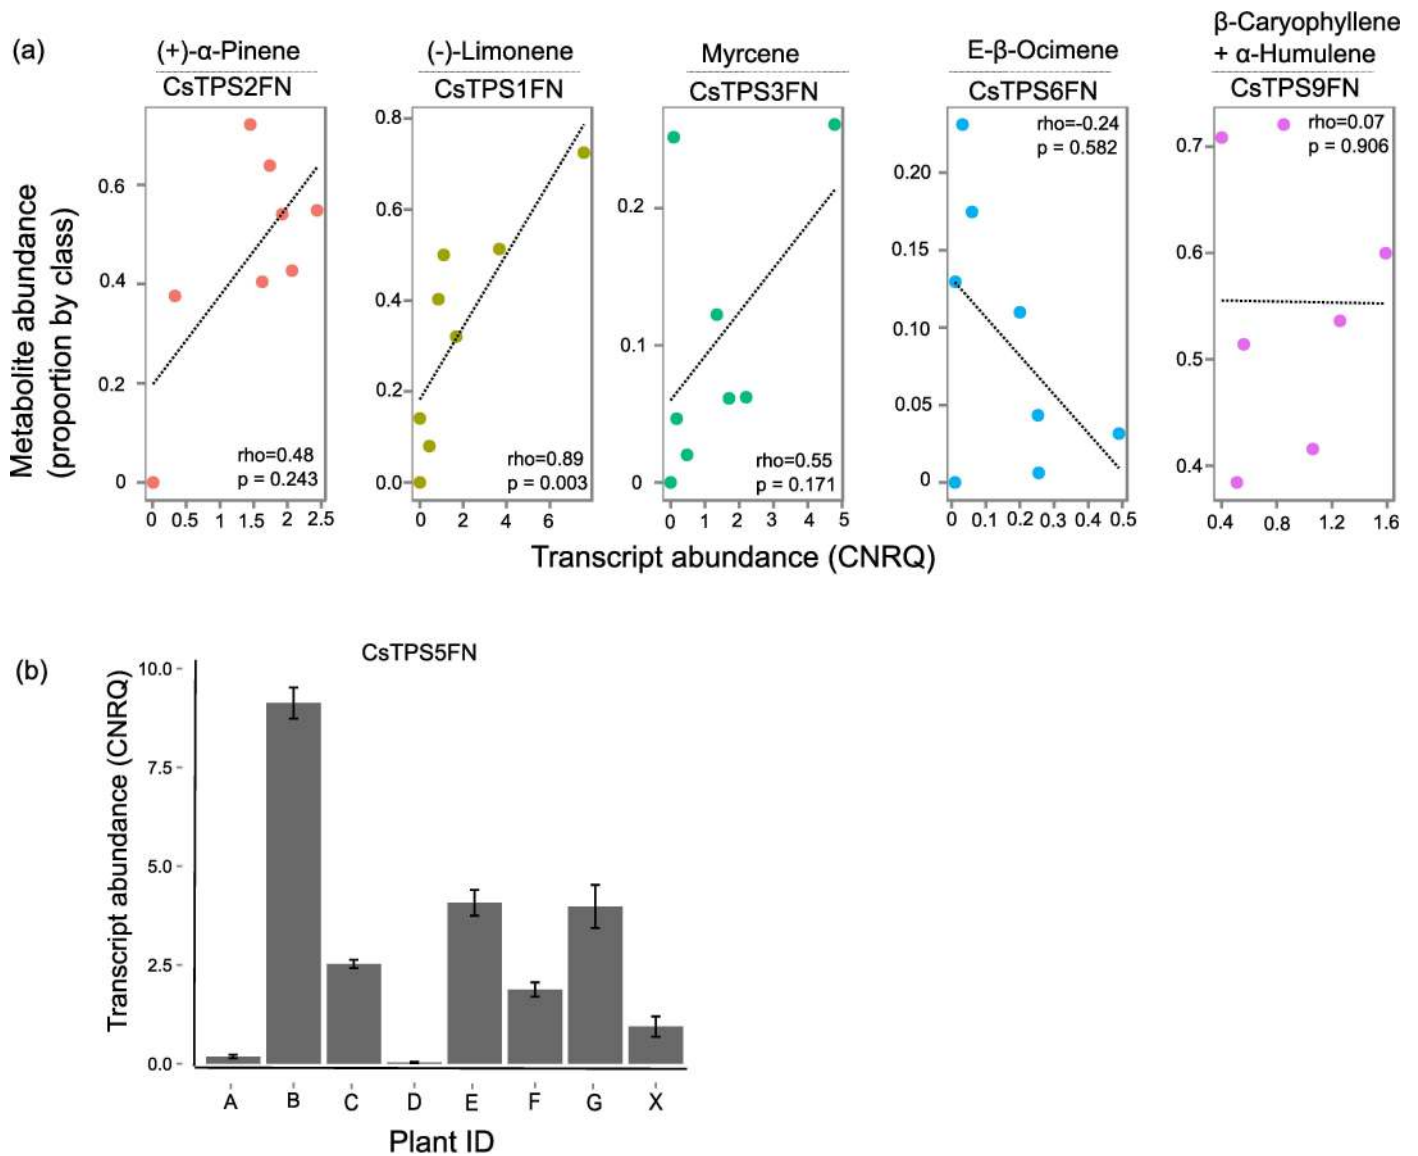 (a)
(+)-α-Pinene
CsTPS2FN
(-)-Limonene
CsTPS1FN
Myrcene
CsTPS3FN
E-β-Ocimene
CsTPS6FN
β-Caryophyllene
+ α-Humulene
CsTPS9FN
Metabolite abundance
(proportion by class)
0.6
0.4
0.2
0
rho=0.48
p = 0.243
0 0.5 1 1.5 2 2.5
0.8
0.6
0.4
0.2
0.0
rho=0.89
p = 0.003
0 2 4 6
0.2
0.1
0
rho=0.55
p = 0.171
0 1 2 3 4 5
rho=-0.24
p = 0.582
0.20
0.15
0.10
0.05
0
0 0.1 0.2 0.3 0.4 0.5
rho=0.07
p = 0.906
0.7
0.6
0.5
0.4
0.4 0.8 1.2 1.6
Transcript abundance (CNRQ)
(b)
CsTPS5FN
Transcript abundance (CNRQ)
10.0
7.5
5.0
2.5
0.0
A B C D E F G X
Plant ID